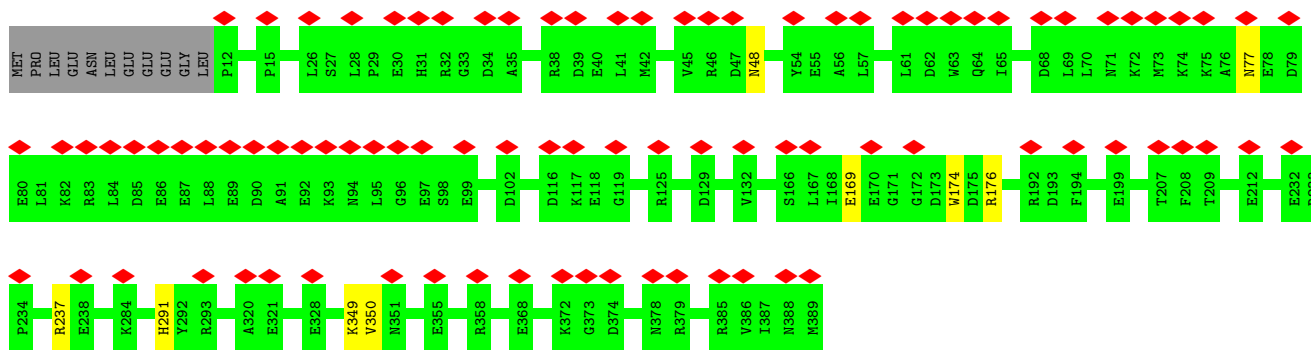 MET PRO LEU GLU ASN LEU GLU GLU GLU GLY LEU P12 P15 L26 S27 L28 P29 E30 H31 R32 G33 D34 A35 R38 D39 E40 L41 M42 V45 R46 D47 N48 Y54 E55 A56 L57 L61 D62 W63 Q64 I65 D68 L69 L70 N71 K72 M73 K74 K75 A76 N77 E78 D79
E80 L81 K82 R83 L84 D85 E86 E87 L88 E89 D90 A91 E92 K93 N94 L95 G96 E97 S98 E99 D102 D116 K117 E118 G119 R125 D129 V132 S166 L167 I168 E169 E170 G171 G172 D173 W174 D175 R176 R192 D193 F194 E199 T207 F208 T209 E212 E232
P234 R237 E238 K284 H291 Y292 R293 A320 E321 E328 K349 V350 N351 E355 R358 E368 K372 G373 D374 N378 R379 R385 V386 I387 N388 M389